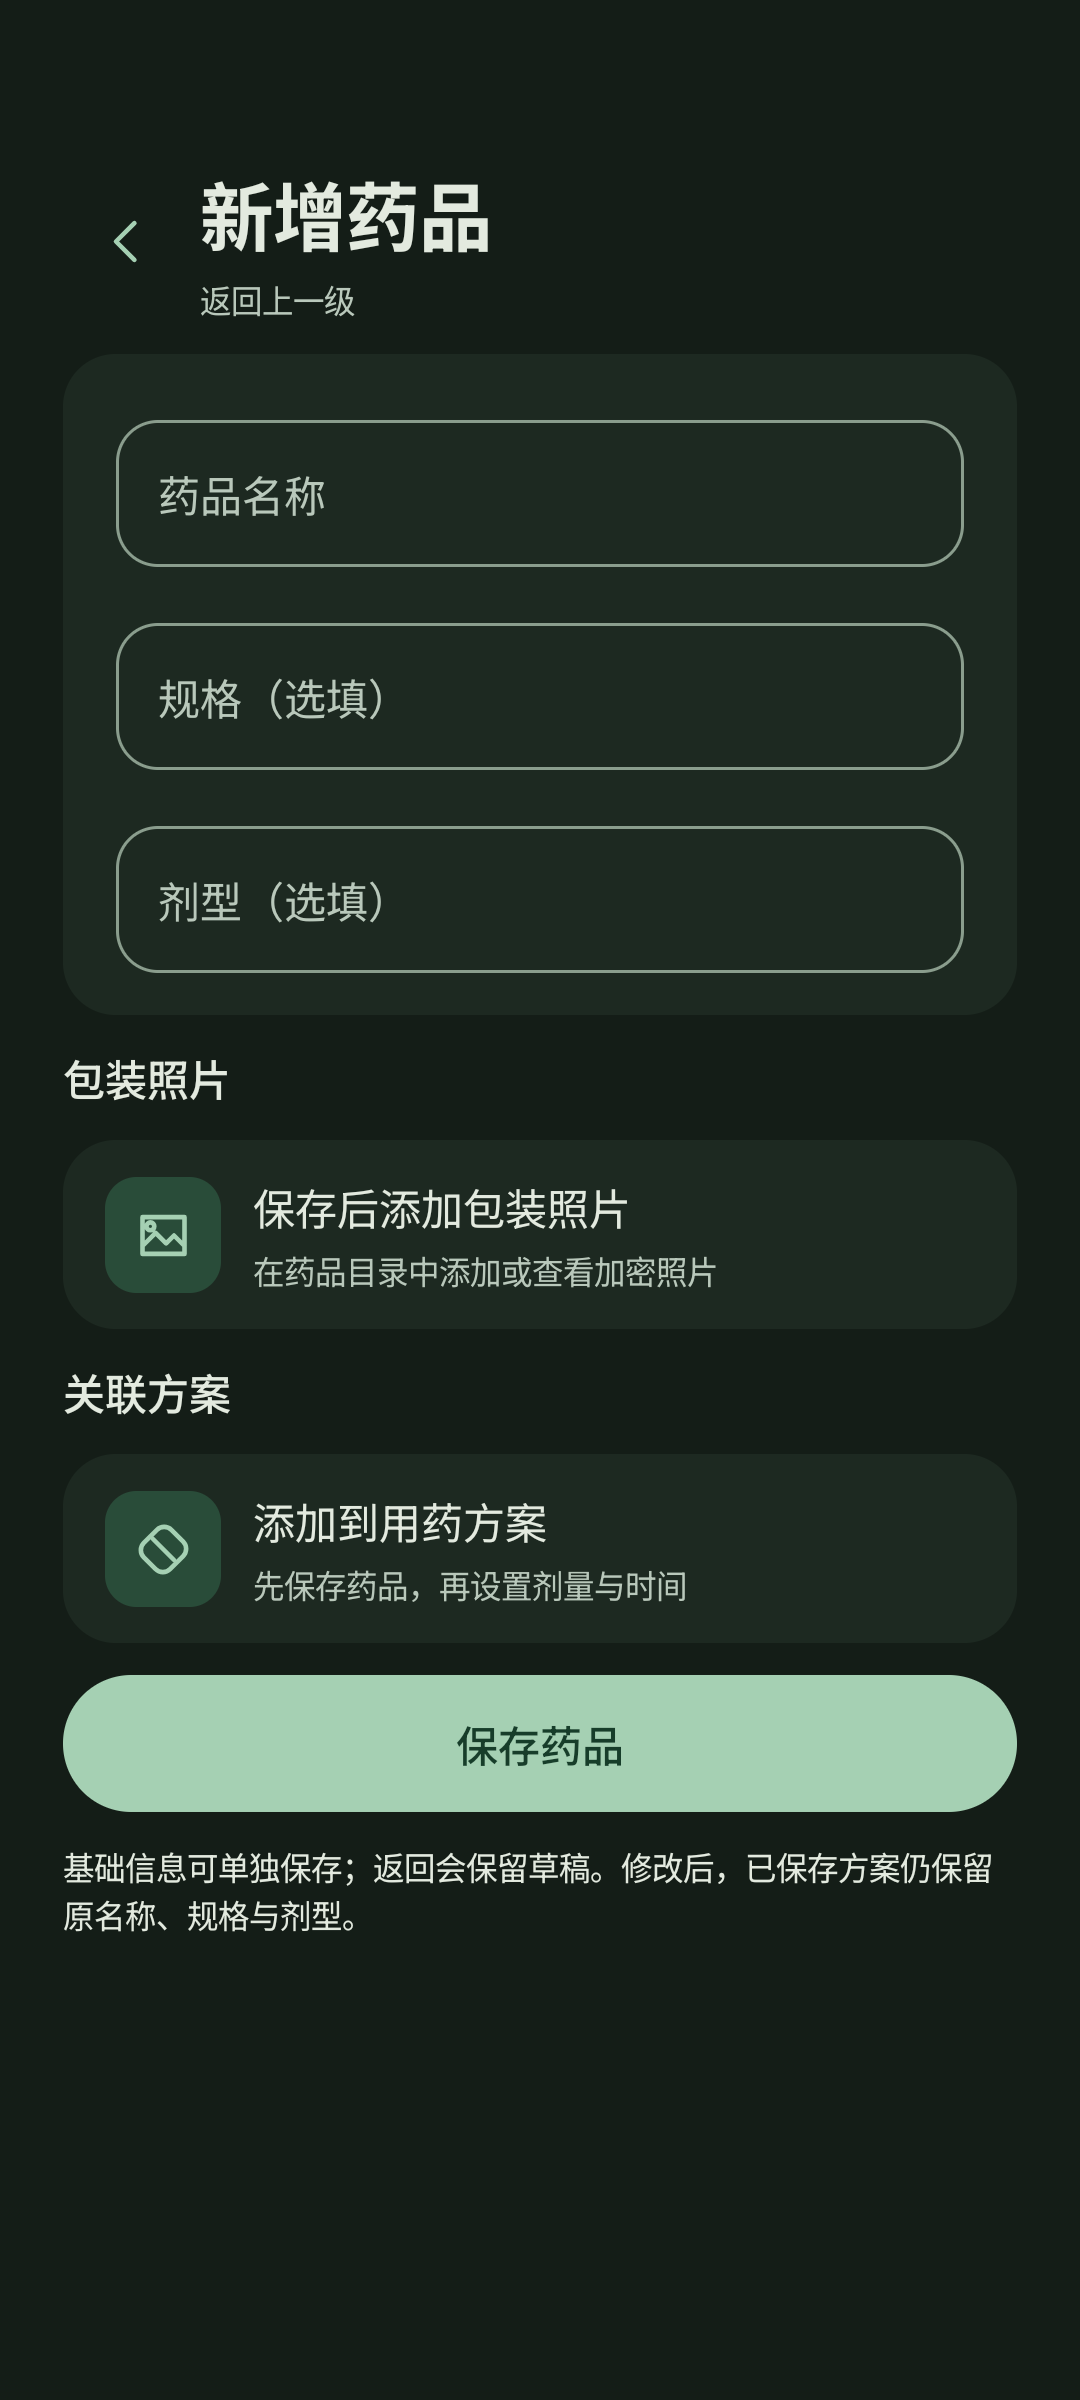 新增药品
返回上一级
药品名称
规格（选填）
剂型（选填）
包装照片
保存后添加包装照片
在药品目录中添加或查看加密照片
关联方案
添加到用药方案
先保存药品，再设置剂量与时间
保存药品
基础信息可单独保存；返回会保留草稿。修改后，已保存方案仍保留
原名称、规格与剂型。